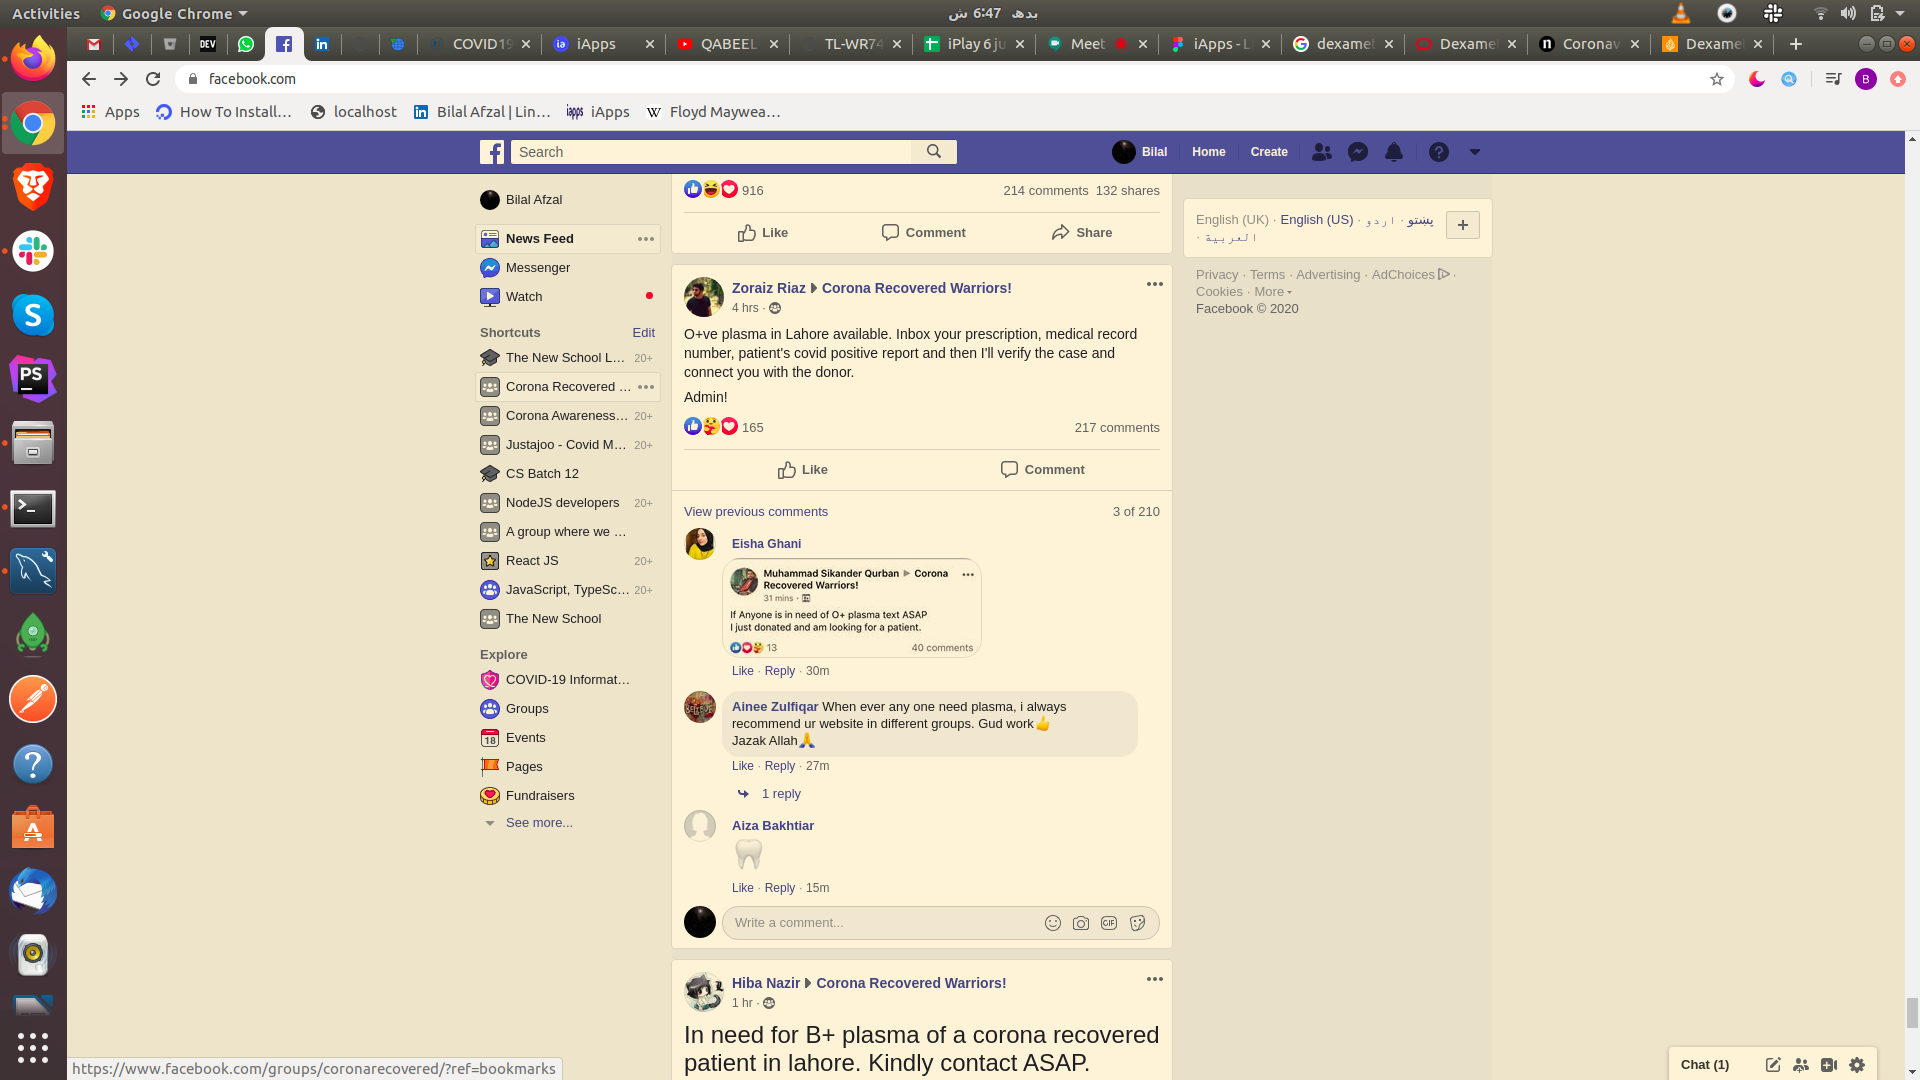 Activities
Google Chrome
بدھ 6:47 ش
COVID19
iApps
QABEEL
TL-WR74
iPlay 6 ju
Meet
iApps - L
dexamet
Dexame
Corona
Dexame
facebook.com
Apps
How To Install…
localhost
Bilal Afzal | Lin…
iApps
Floyd Maywea…
Search
Bilal
Home
Create
Bilal Afzal
News Feed
Messenger
Watch
Shortcuts
Edit
The New School L… 20+
Corona Recovered …
Corona Awareness… 20+
Justajoo - Covid M… 20+
CS Batch 12
NodeJS developers 20+
A group where we …
React JS 20+
JavaScript, TypeSc… 20+
The New School
Explore
COVID-19 Informat…
Groups
Events
Pages
Fundraisers
See more...
916
214 comments 132 shares
Like
Comment
Share
Zoraiz Riaz ▶ Corona Recovered Warriors!
4 hrs ·
O+ve plasma in Lahore available. Inbox your prescription, medical record
number, patient's covid positive report and then I'll verify the case and
connect you with the donor.
Admin!
165
217 comments
Like
Comment
View previous comments
3 of 210
Eisha Ghani
Muhammad Sikander Qurban ▶ Corona
Recovered Warriors!
31 mins ·
If Anyone is in need of O+ plasma text ASAP
I just donated and am looking for a patient.
13
40 comments
Like · Reply · 30m
Ainee Zulfiqar When ever any one need plasma, i always
recommend ur website in different groups. Gud work👍
Jazak Allah🙏
Like · Reply · 27m
1 reply
Aiza Bakhtiar
🦷
Like · Reply · 15m
Write a comment...
GIF
Hiba Nazir ▶ Corona Recovered Warriors!
1 hr ·
In need for B+ plasma of a corona recovered
patient in lahore. Kindly contact ASAP.
English (UK) · English (US) · اردو · پښتو
· العربية
Privacy · Terms · Advertising · AdChoices ·
Cookies · More
Facebook © 2020
Chat (1)
https://www.facebook.com/groups/coronarecovered/?ref=bookmarks